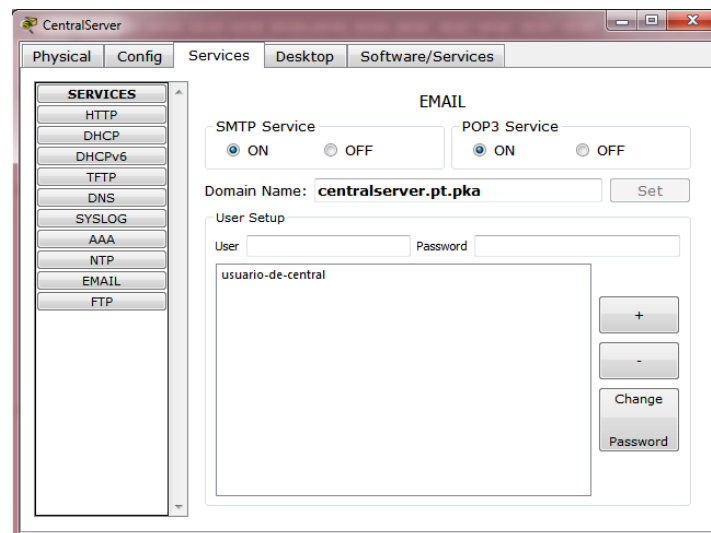 CentralServer
Physical Config Services Desktop Software/Services
SERVICES
HTTP
DHCP
DHCPv6
TFTP
DNS
SYSLOG
AAA
NTP
EMAIL
FTP
EMAIL
SMTP Service
ON OFF
POP3 Service
ON OFF
Domain Name: centralserver.pt.pka Set
User Setup
User Password
usuario-de-central
+
-
Change
Password